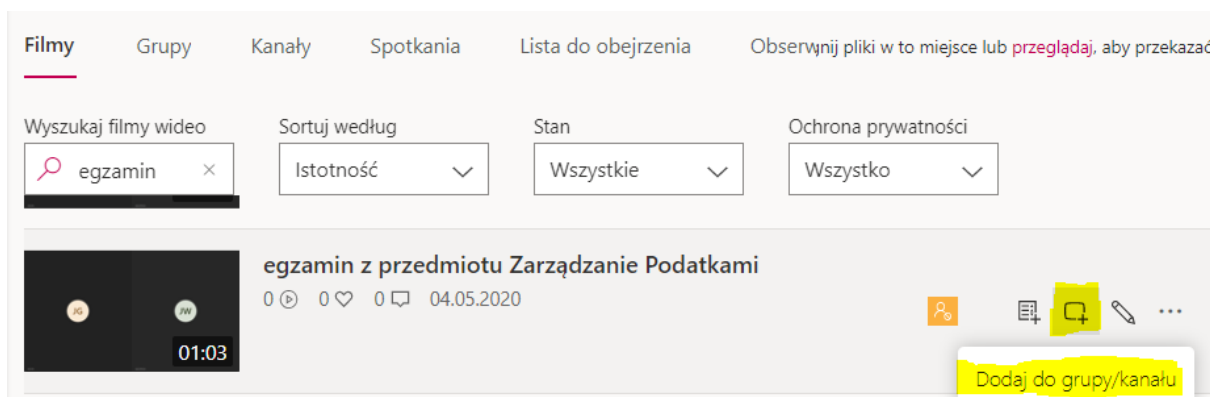 Filmy Grupy Kanały Spotkania Lista do obejrzenia Obserwnij pliki w to miejsce lub przeglądaj, aby przekazać
Wyszukaj filmy wideo Sortuj według Stan Ochrona prywatności
egzamin × Istotność Wszystkie Wszystko
egzamin z przedmiotu Zarządzanie Podatkami
0 0 0 04.05.2020
JG JW
01:03
Dodaj do grupy/kanału